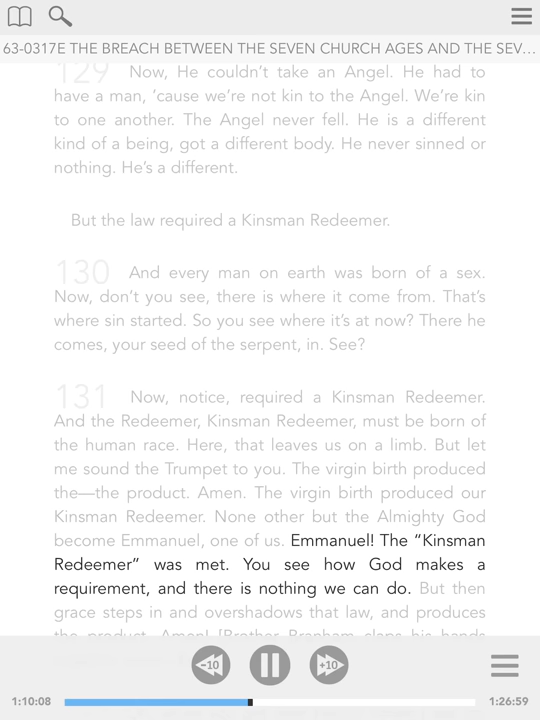 63-0317E THE BREACH BETWEEN THE SEVEN CHURCH AGES AND THE SEV...
129 Now, He couldn't take an Angel. He had to
have a man, 'cause we're not kin to the Angel. We're kin
to one another. The Angel never fell. He is a different
kind of a being, got a different body. He never sinned or
nothing. He's a different.
But the law required a Kinsman Redeemer.
130 And every man on earth was born of a sex.
Now, don't you see, there is where it come from. That's
where sin started. So you see where it's at now? There he
comes, your seed of the serpent, in. See?
131 Now, notice, required a Kinsman Redeemer.
And the Redeemer, Kinsman Redeemer, must be born of
the human race. Here, that leaves us on a limb. But let
me sound the Trumpet to you. The virgin birth produced
the—the product. Amen. The virgin birth produced our
Kinsman Redeemer. None other but the Almighty God
become Emmanuel, one of us. Emmanuel! The “Kinsman
Redeemer” was met. You see how God makes a
requirement, and there is nothing we can do. But then
grace steps in and overshadows that law, and produces
the product. Amen! [Brother Branham claps his hands
-10
+10
1:10:08
1:26:59